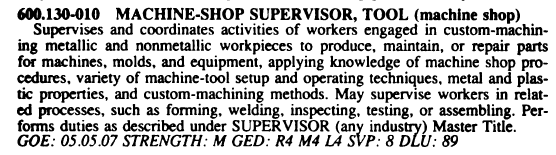 600.130-010 MACHINE-SHOP SUPERVISOR, TOOL (machine shop)
Supervises and coordinates activities of workers engaged in custom-machin-
ing metallic and nonmetallic workpieces to produce, maintain, or repair parts
for machines, molds, and equipment, applying knowledge of machine shop pro-
cedures, variety of machine-tool setup and operating techniques, metal and plas-
tic properties, and custom-machining methods. May supervise workers in relat-
ed processes, such as forming, welding, inspecting, testing, or assembling. Per-
forms duties as described under SUPERVISOR (any industry) Master Title.
GOE: 05.05.07 STRENGTH: M GED: R4 M4 L4 SVP: 8 DLU: 89